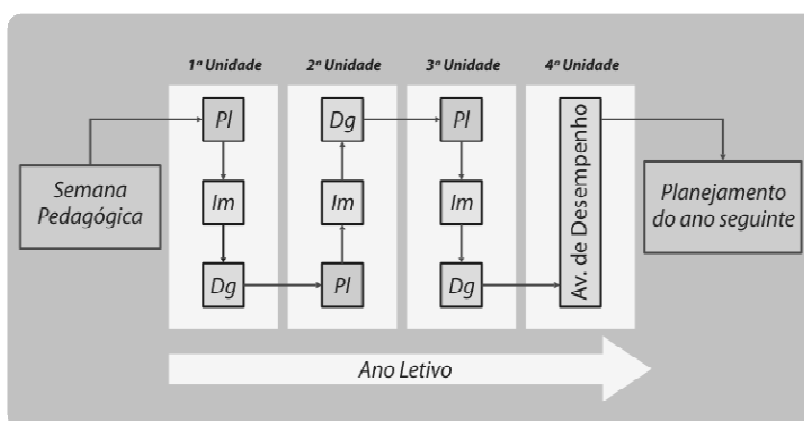 1ª Unidade
2ª Unidade
3ª Unidade
4ª Unidade
Semana
Pedagógica
Pl
Im
Dg
Dg
Im
Pl
Pl
Im
Dg
Av. de Desempenho
Planejamento
do ano seguinte
Ano Letivo